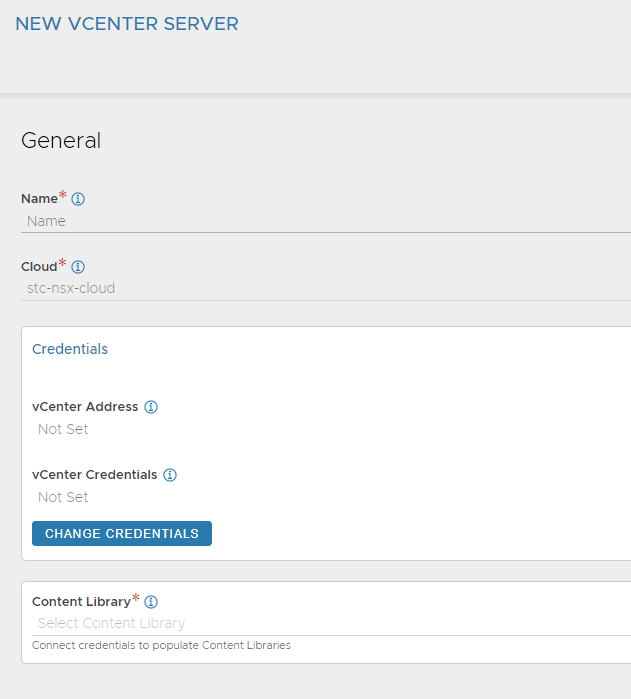 NEW VCENTER SERVER
General
Name*
Name
Cloud*
stc-nsx-cloud
Credentials
vCenter Address
Not Set
vCenter Credentials
Not Set
CHANGE CREDENTIALS
Content Library*
Select Content Library
Connect credentials to populate Content Libraries